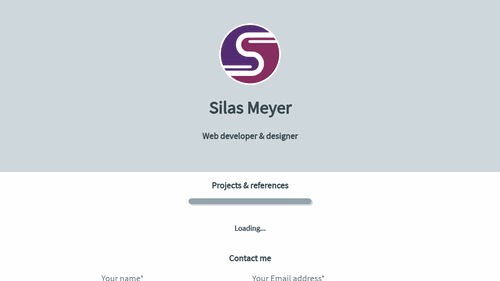 Silas Meyer
Web developer & designer
Projects & references
Loading...
Contact me
Your name* Your Email address*